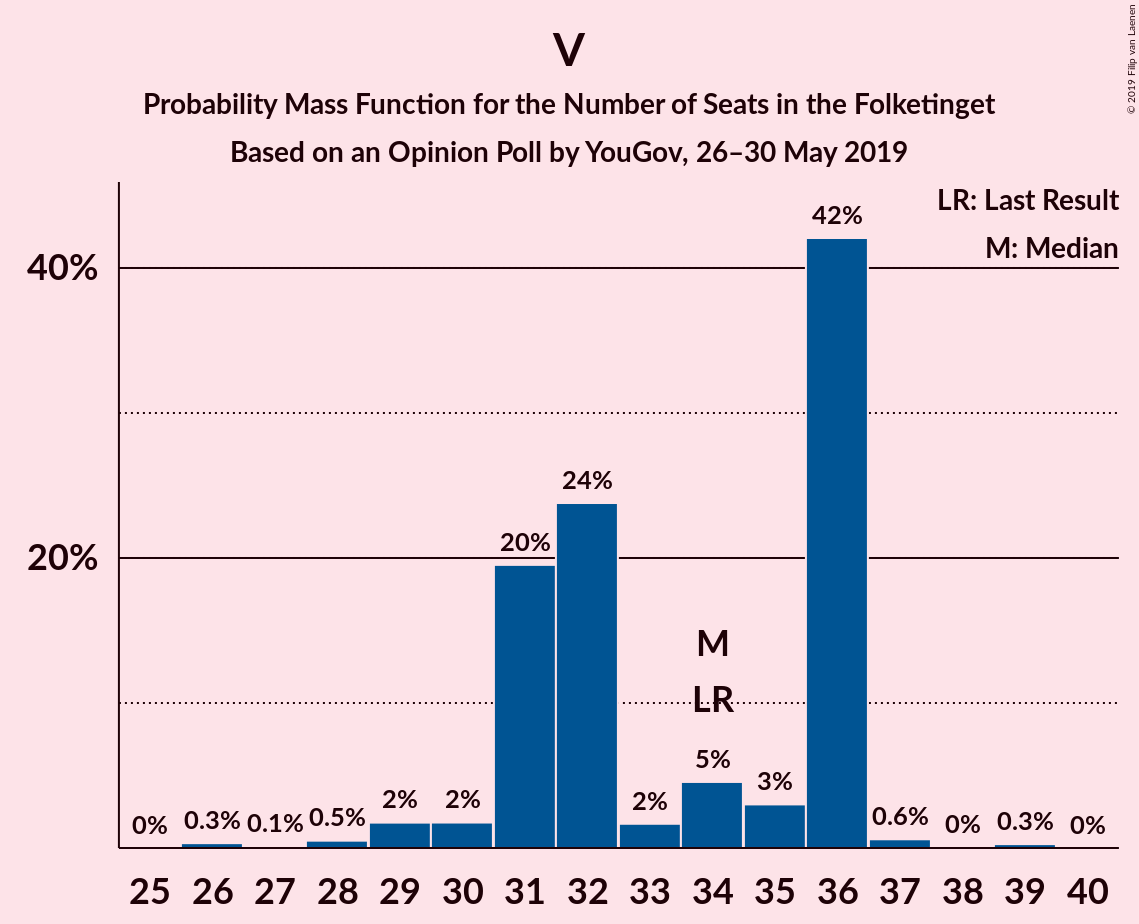 V
Probability Mass Function for the Number of Seats in the Folketinget
Based on an Opinion Poll by YouGov, 26–30 May 2019
© 2019 Filip van Laenen
LR: Last Result
M: Median
40%
20%
0%
0.3%
0.1%
0.5%
2%
2%
20%
24%
2%
M
LR
5%
3%
42%
0.6%
0%
0.3%
0%
25 26 27 28 29 30 31 32 33 34 35 36 37 38 39 40